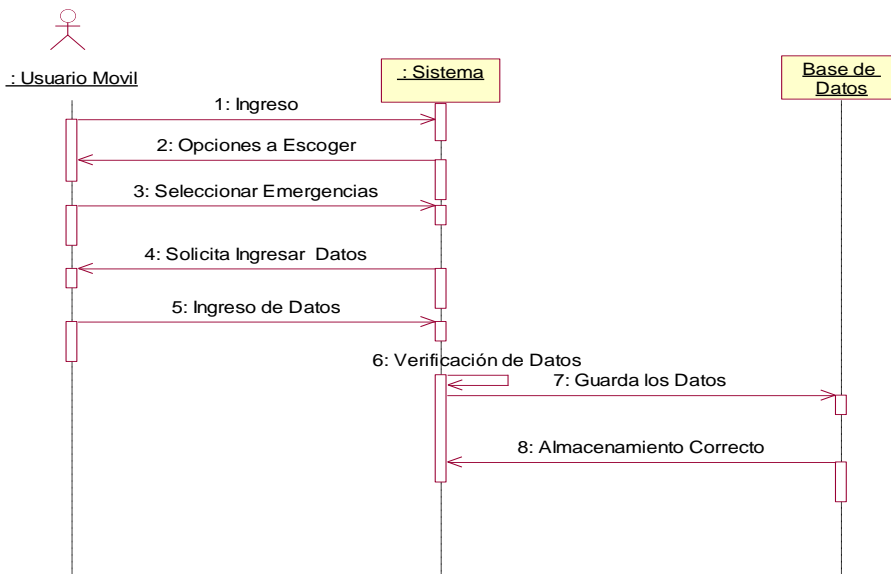 : Usuario Movil
: Sistema
Base de
Datos
1: Ingreso
2: Opciones a Escoger
3: Seleccionar Emergencias
4: Solicita Ingresar Datos
5: Ingreso de Datos
6: Verificación de Datos
7: Guarda los Datos
8: Almacenamiento Correcto